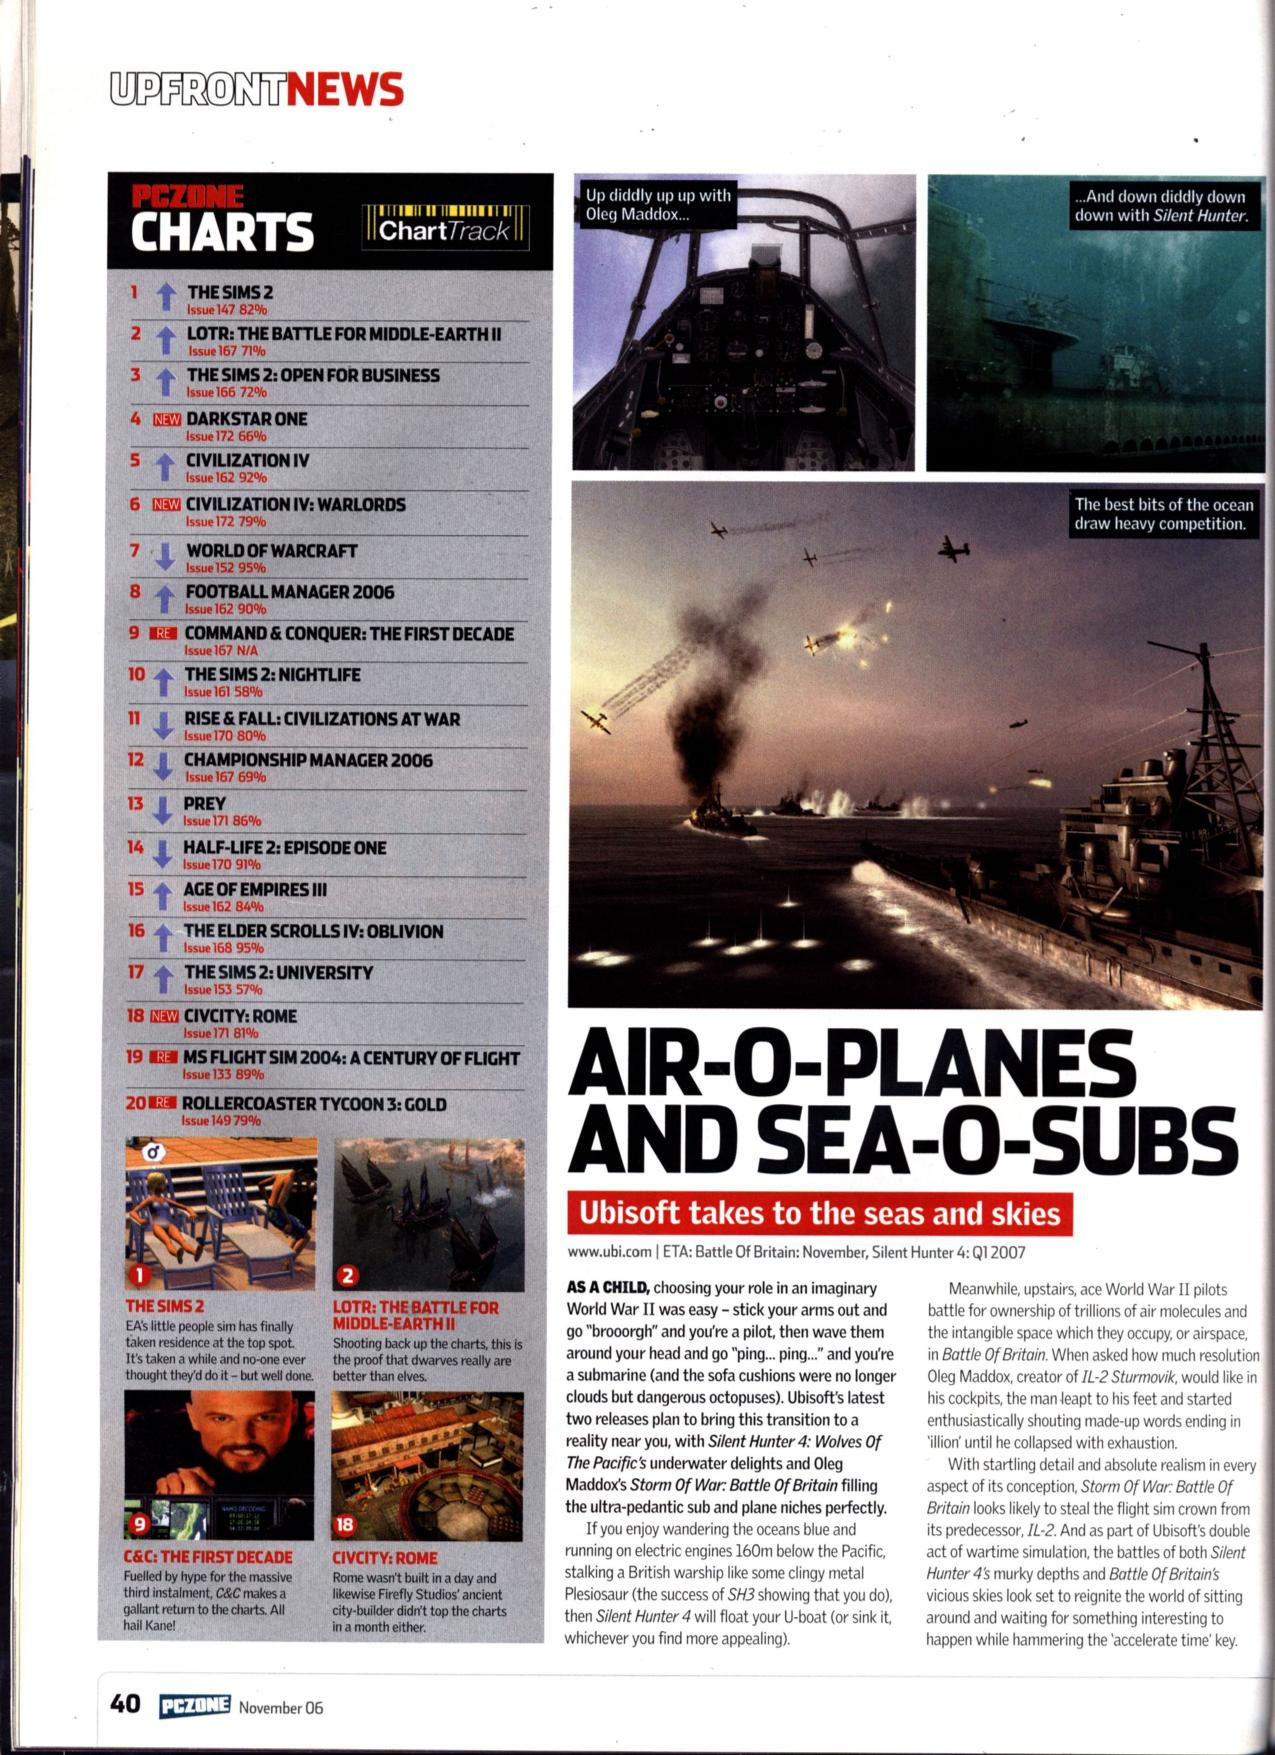 UPFRONTNEWS
PCZONE
CHARTS
ChartTrack
1 THE SIMS 2
Issue 147 82%
2 LOTR: THE BATTLE FOR MIDDLE-EARTH II
Issue 167 71%
3 THE SIMS 2: OPEN FOR BUSINESS
Issue 166 72%
4 NEW DARKSTAR ONE
Issue 172 66%
5 CIVILIZATION IV
Issue 162 92%
6 NEW CIVILIZATION IV: WARLORDS
Issue 172 79%
7 WORLD OF WARCRAFT
Issue 152 95%
8 FOOTBALL MANAGER 2006
Issue 162 90%
9 RE COMMAND & CONQUER: THE FIRST DECADE
Issue 167 N/A
10 THE SIMS 2: NIGHTLIFE
Issue 161 58%
11 RISE & FALL: CIVILIZATIONS AT WAR
Issue 170 80%
12 CHAMPIONSHIP MANAGER 2006
Issue 167 69%
13 PREY
Issue 171 86%
14 HALF-LIFE 2: EPISODE ONE
Issue 170 91%
15 AGE OF EMPIRES III
Issue 162 84%
16 THE ELDER SCROLLS IV: OBLIVION
Issue 168 95%
17 THE SIMS 2: UNIVERSITY
Issue 153 57%
18 NEW CIVCITY: ROME
Issue 171 81%
19 RE MS FLIGHT SIM 2004: A CENTURY OF FLIGHT
Issue 133 89%
20 RE ROLLERCOASTER TYCOON 3: GOLD
Issue 149 79%
1
THE SIMS 2
EA's little people sim has finally
taken residence at the top spot.
It's taken a while and no-one ever
thought they'd do it – but well done.
2
LOTR: THE BATTLE FOR
MIDDLE-EARTH II
Shooting back up the charts, this is
the proof that dwarves really are
better than elves.
9
C&C: THE FIRST DECADE
Fuelled by hype for the massive
third instalment, C&C makes a
gallant return to the charts. All
hail Kane!
18
CIVCITY: ROME
Rome wasn't built in a day and
likewise Firefly Studios' ancient
city-builder didn't top the charts
in a month either.
Up diddly up up with
Oleg Maddox...
...And down diddly down
down with Silent Hunter.
The best bits of the ocean
draw heavy competition.
AIR-O-PLANES
AND SEA-O-SUBS
Ubisoft takes to the seas and skies
www.ubi.com | ETA: Battle Of Britain: November, Silent Hunter 4: Q1 2007
AS A CHILD, choosing your role in an imaginary
World War II was easy – stick your arms out and
go "brooorgh" and you're a pilot, then wave them
around your head and go "ping... ping..." and you're
a submarine (and the sofa cushions were no longer
clouds but dangerous octopuses). Ubisoft's latest
two releases plan to bring this transition to a
reality near you, with Silent Hunter 4: Wolves Of
The Pacific's underwater delights and Oleg
Maddox's Storm Of War: Battle Of Britain filling
the ultra-pedantic sub and plane niches perfectly.
If you enjoy wandering the oceans blue and
running on electric engines 160m below the Pacific,
stalking a British warship like some clingy metal
Plesiosaur (the success of SH3 showing that you do),
then Silent Hunter 4 will float your U-boat (or sink it,
whichever you find more appealing).
Meanwhile, upstairs, ace World War II pilots
battle for ownership of trillions of air molecules and
the intangible space which they occupy, or airspace,
in Battle Of Britain. When asked how much resolution
Oleg Maddox, creator of IL-2 Sturmovik, would like in
his cockpits, the man leapt to his feet and started
enthusiastically shouting made-up words ending in
'illion' until he collapsed with exhaustion.
With startling detail and absolute realism in every
aspect of its conception, Storm Of War: Battle Of
Britain looks likely to steal the flight sim crown from
its predecessor, IL-2. And as part of Ubisoft's double
act of wartime simulation, the battles of both Silent
Hunter 4's murky depths and Battle Of Britain's
vicious skies look set to reignite the world of sitting
around and waiting for something interesting to
happen while hammering the 'accelerate time' key.
40 PCZONE November 06